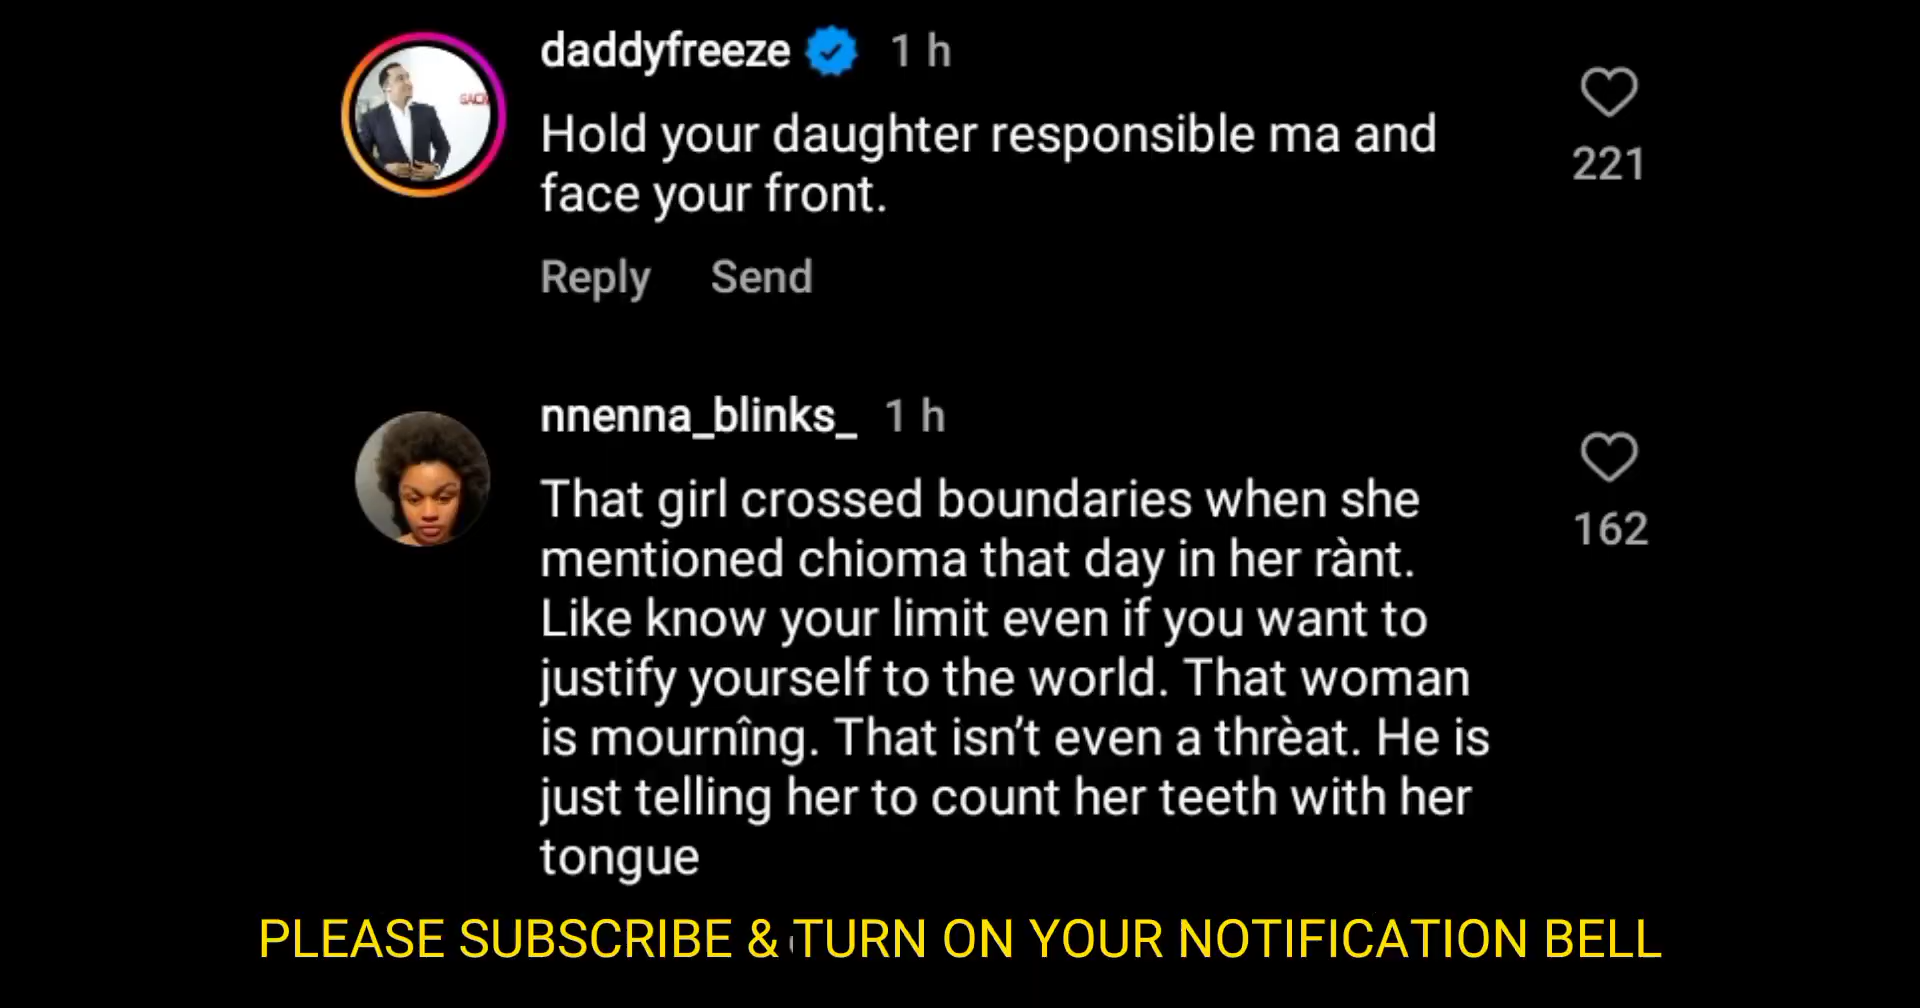 daddyfreeze 1 h
Hold your daughter responsible ma and
face your front.
221
Reply Send
nnenna_blinks_ 1 h
That girl crossed boundaries when she
mentioned chioma that day in her rànt.
Like know your limit even if you want to
justify yourself to the world. That woman
is mournîng. That isn’t even a thrèat. He is
just telling her to count her teeth with her
tongue
162
PLEASE SUBSCRIBE & TURN ON YOUR NOTIFICATION BELL